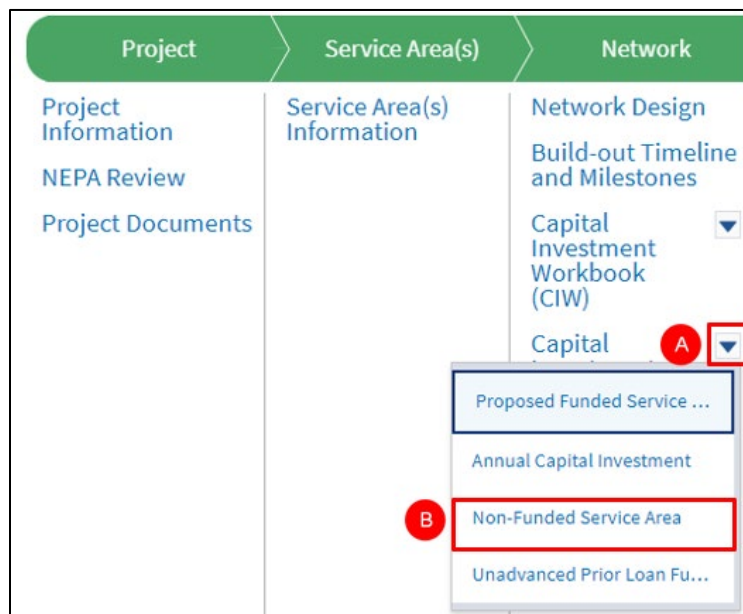 Project
Service Area(s)
Network
Project
Information
NEPA Review
Project Documents
Service Area(s)
Information
Network Design
Build-out Timeline
and Milestones
Capital
Investment
Workbook
(CIW)
Capital
A
Proposed Funded Service ...
Annual Capital Investment
B
Non-Funded Service Area
Unadvanced Prior Loan Fu...